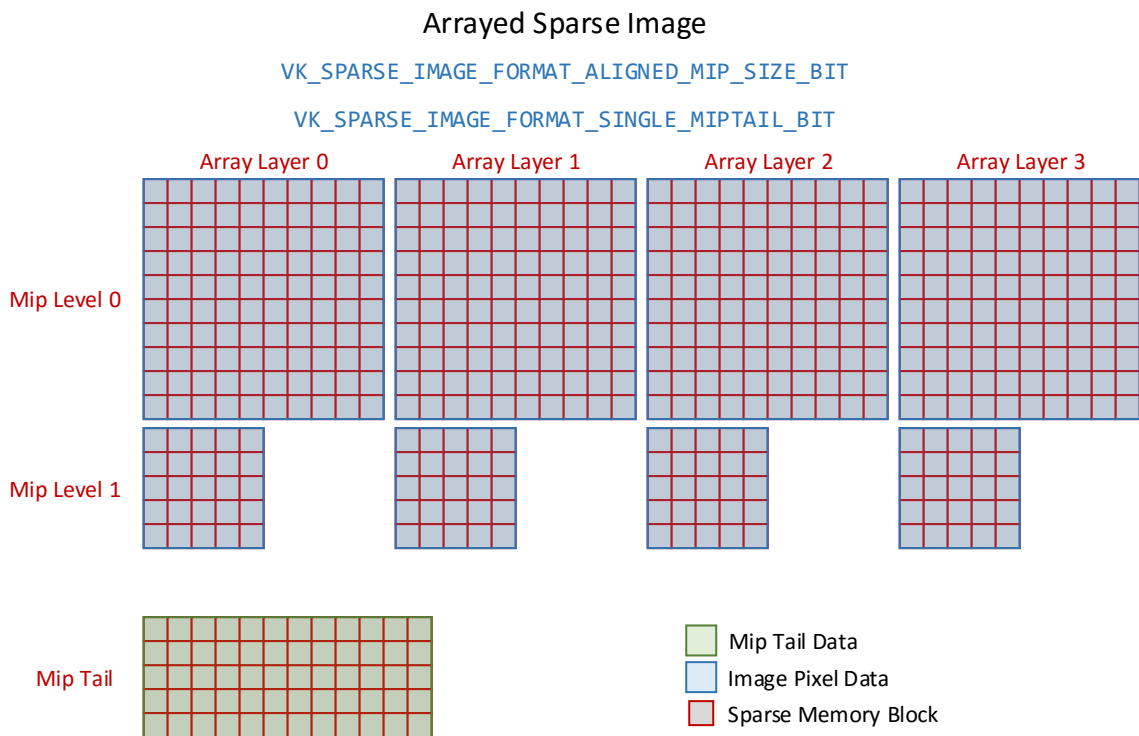 Arrayed Sparse Image
VK_SPARSE_IMAGE_FORMAT_ALIGNED_MIP_SIZE_BIT
VK_SPARSE_IMAGE_FORMAT_SINGLE_MIPTAIL_BIT
Array Layer 0 Array Layer 1 Array Layer 2 Array Layer 3
Mip Level 0
Mip Level 1
Mip Tail
Mip Tail Data
Image Pixel Data
Sparse Memory Block